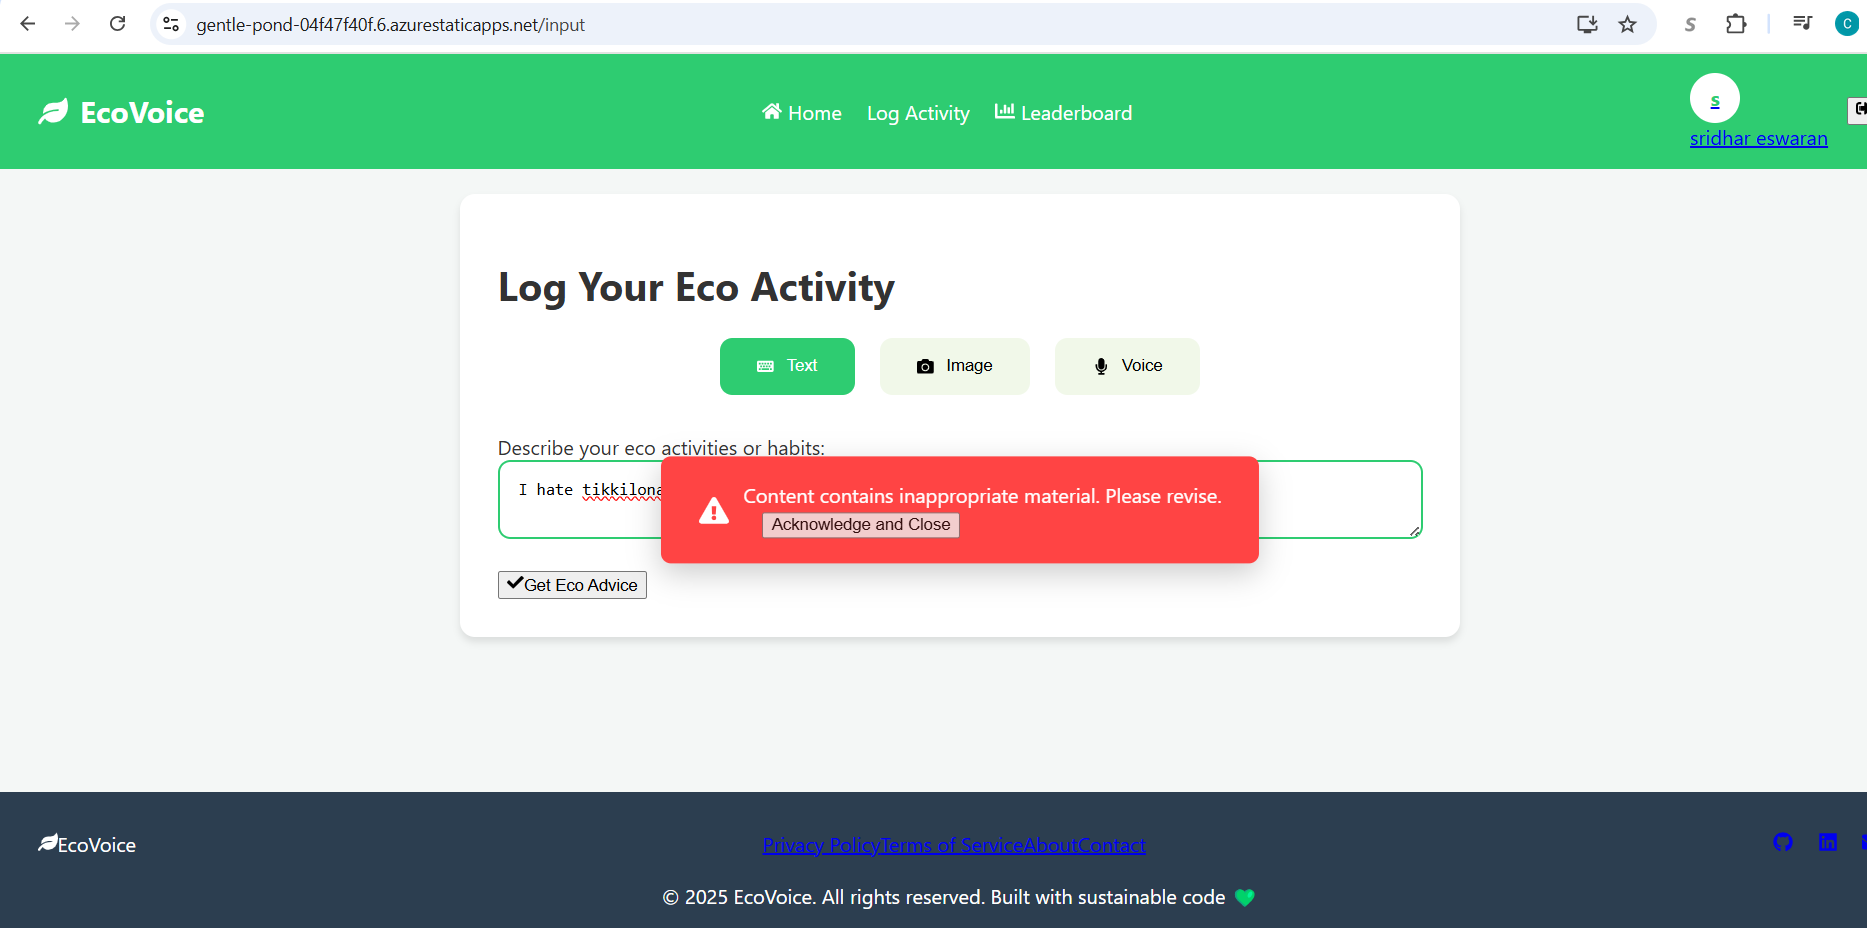 gentle-pond-04f47f40f.6.azurestaticapps.net/input
S
C
EcoVoice
Home
Log Activity
Leaderboard
s
sridhar eswaran
Log Your Eco Activity
Text
Image
Voice
Describe your eco activities or habits:
I hate tikkilona
Content contains inappropriate material. Please revise.
Acknowledge and Close
Get Eco Advice
EcoVoice
Privacy PolicyTerms of ServiceAboutContact
© 2025 EcoVoice. All rights reserved. Built with sustainable code 💚